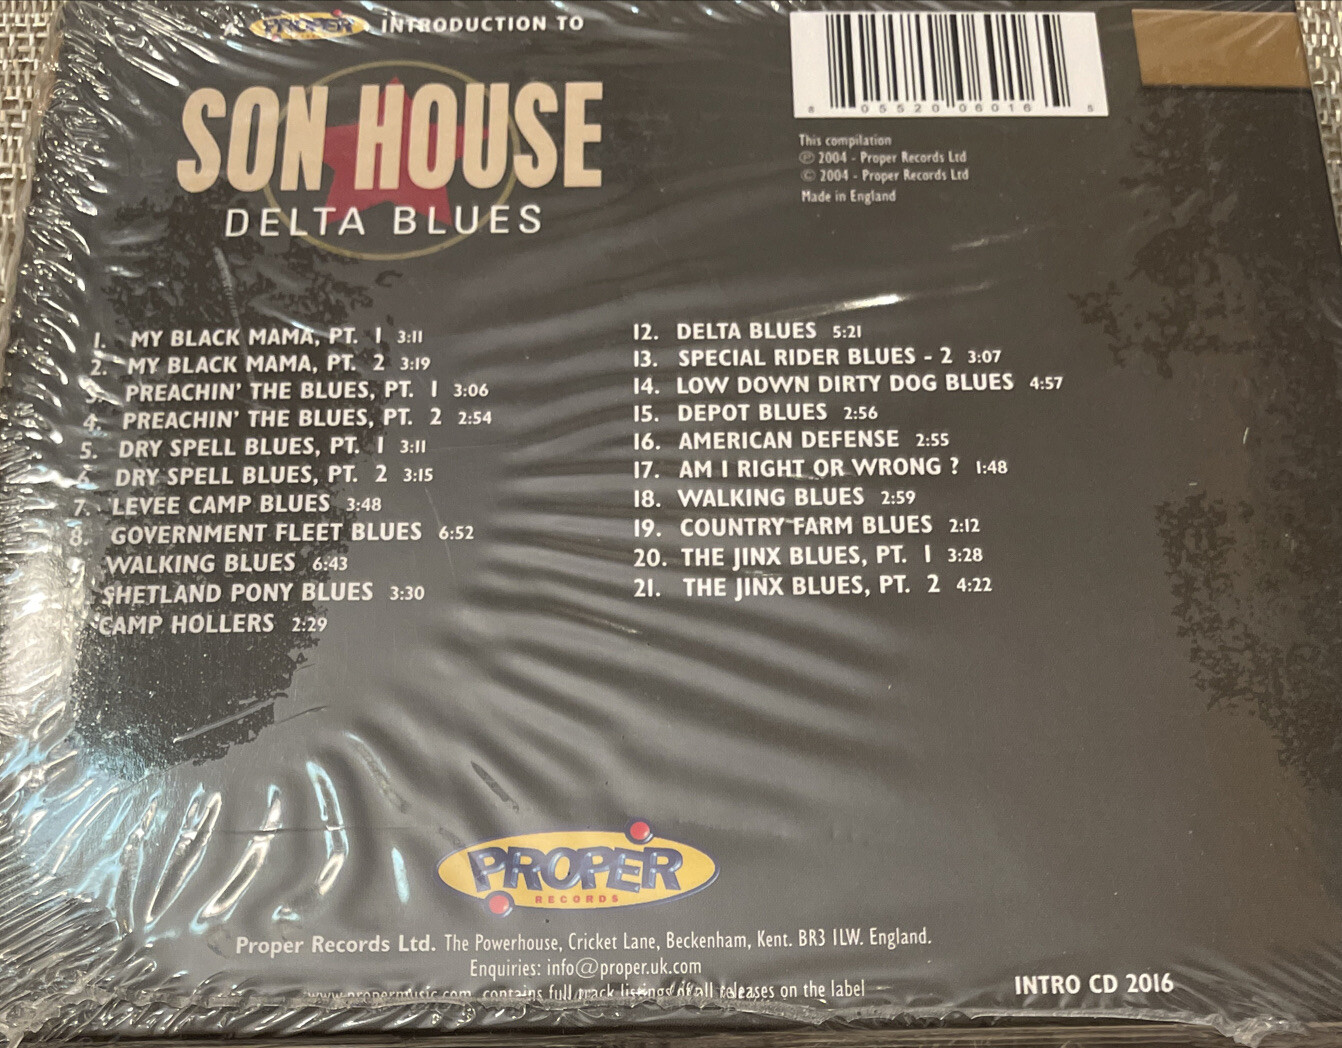 PROPER INTRODUCTION TO
SON HOUSE
DELTA BLUES
8 05520 06016 5
This compilation
℗ 2004 - Proper Records Ltd
© 2004 - Proper Records Ltd
Made in England
1. MY BLACK MAMA, PT. 1 3:11
2. MY BLACK MAMA, PT. 2 3:19
3. PREACHIN' THE BLUES, PT. 1 3:06
4. PREACHIN' THE BLUES, PT. 2 2:54
5. DRY SPELL BLUES, PT. 1 3:11
6. DRY SPELL BLUES, PT. 2 3:15
7. LEVEE CAMP BLUES 3:48
8. GOVERNMENT FLEET BLUES 6:52
WALKING BLUES 6:43
SHETLAND PONY BLUES 3:30
CAMP HOLLERS 2:29
12. DELTA BLUES 5:21
13. SPECIAL RIDER BLUES - 2 3:07
14. LOW DOWN DIRTY DOG BLUES 4:57
15. DEPOT BLUES 2:56
16. AMERICAN DEFENSE 2:55
17. AM I RIGHT OR WRONG ? 1:48
18. WALKING BLUES 2:59
19. COUNTRY FARM BLUES 2:12
20. THE JINX BLUES, PT. 1 3:28
21. THE JINX BLUES, PT. 2 4:22
PROPER
RECORDS
Proper Records Ltd. The Powerhouse, Cricket Lane, Beckenham, Kent. BR3 1LW. England.
Enquiries: info@proper.uk.com
www.propermusic.com contains full track listings of all releases on the label
INTRO CD 2016